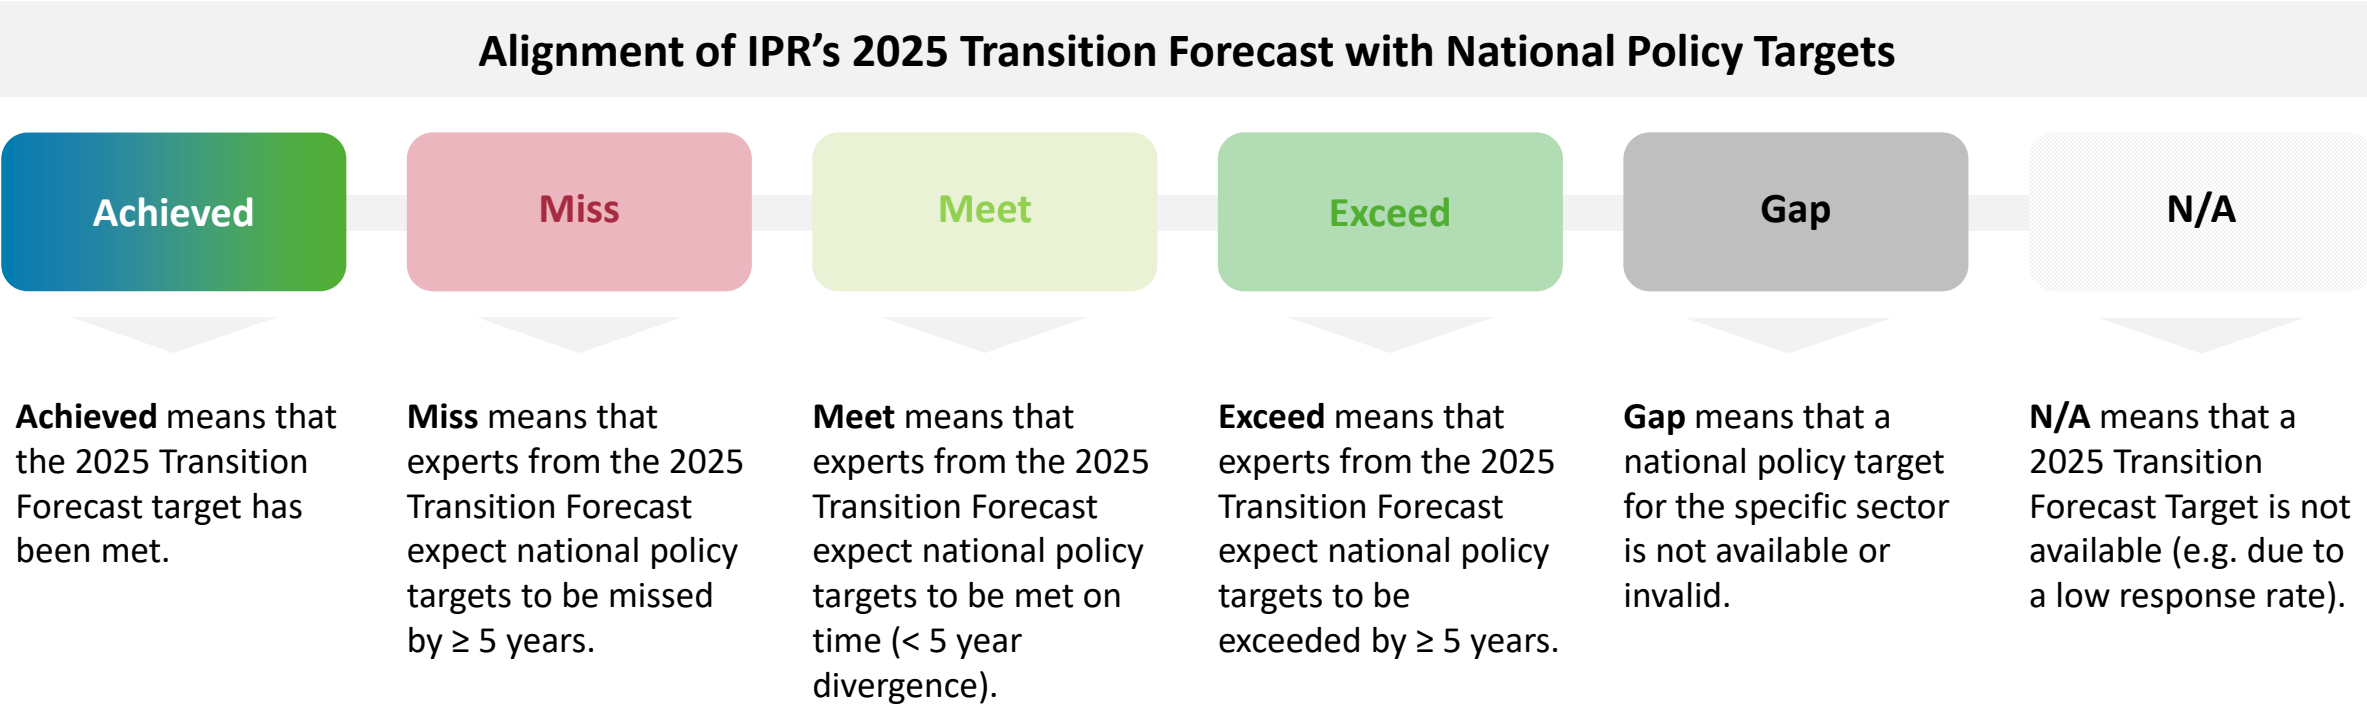 Alignment of IPR’s 2025 Transition Forecast with National Policy Targets
Achieved
Miss
Meet
Exceed
Gap
N/A
Achieved means that
the 2025 Transition
Forecast target has
been met.
Miss means that
experts from the 2025
Transition Forecast
expect national policy
targets to be missed
by ≥ 5 years.
Meet means that
experts from the 2025
Transition Forecast
expect national policy
targets to be met on
time (< 5 year
divergence).
Exceed means that
experts from the 2025
Transition Forecast
expect national policy
targets to be
exceeded by ≥ 5 years.
Gap means that a
national policy target
for the specific sector
is not available or
invalid.
N/A means that a
2025 Transition
Forecast Target is not
available (e.g. due to
a low response rate).